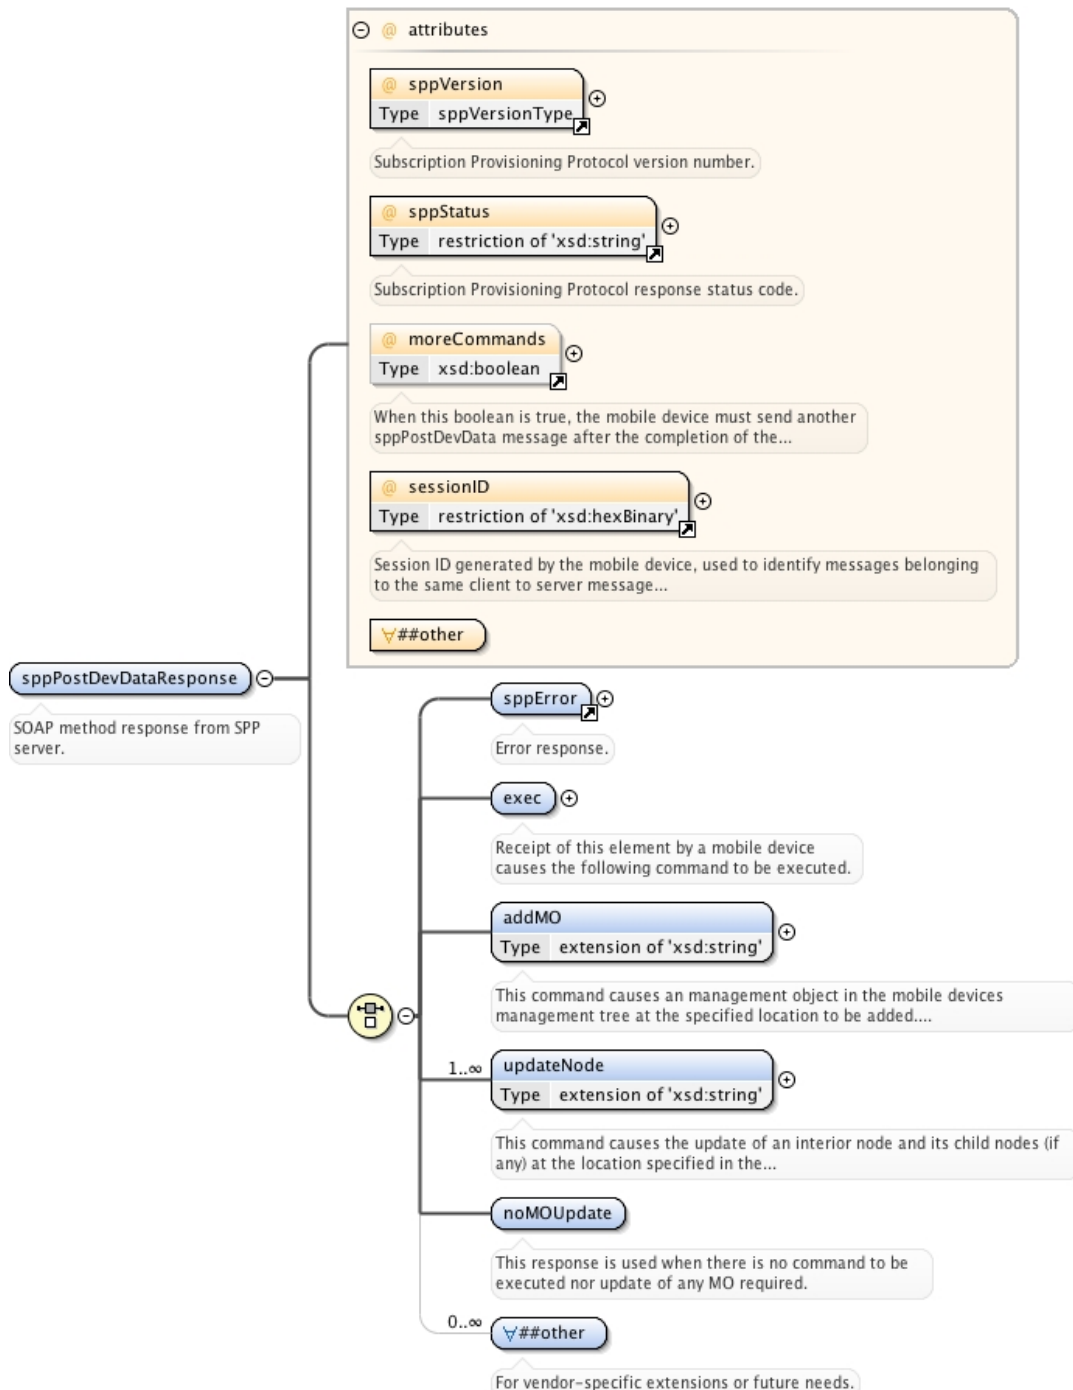 @ attributes
@ sppVersion
Type sppVersionType
Subscription Provisioning Protocol version number.
@ sppStatus
Type restriction of 'xsd:string'
Subscription Provisioning Protocol response status code.
@ moreCommands
Type xsd:boolean
When this boolean is true, the mobile device must send another
sppPostDevData message after the completion of the...
@ sessionID
Type restriction of 'xsd:hexBinary'
Session ID generated by the mobile device, used to identify messages belonging
to the same client to server message...
∀##other
sppPostDevDataResponse
SOAP method response from SPP
server.
sppError
Error response.
exec
Receipt of this element by a mobile device
causes the following command to be executed.
addMO
Type extension of 'xsd:string'
This command causes an management object in the mobile devices
management tree at the specified location to be added....
1..∞
updateNode
Type extension of 'xsd:string'
This command causes the update of an interior node and its child nodes (if
any) at the location specified in the...
noMOUpdate
This response is used when there is no command to be
executed nor update of any MO required.
0..∞
∀##other
For vendor-specific extensions or future needs.